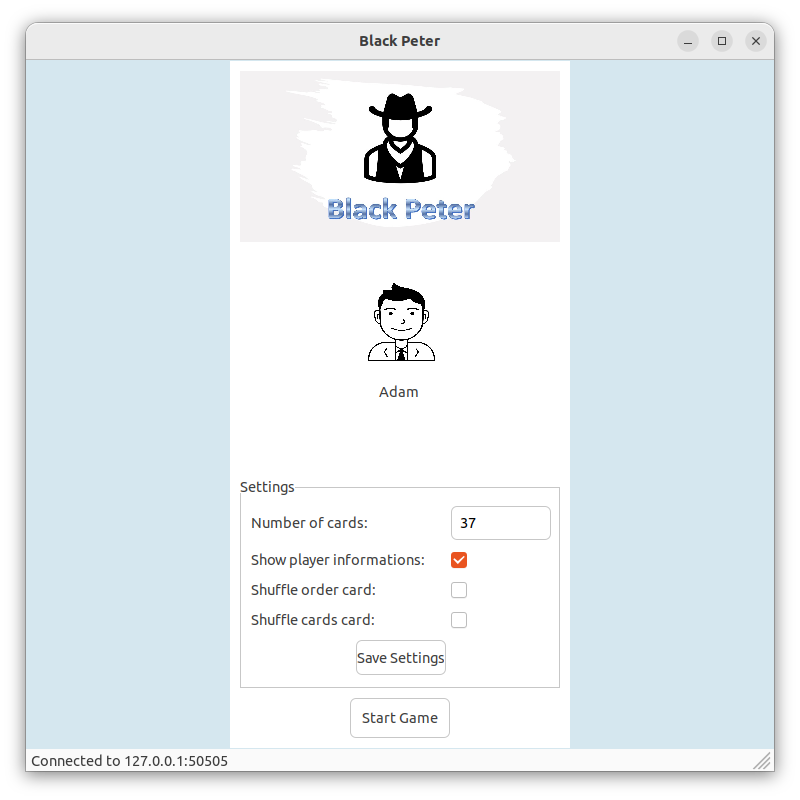 Black Peter
Black Peter
Adam
Settings
Number of cards: 37
Show player informations:
Shuffle order card:
Shuffle cards card:
Save Settings
Start Game
Connected to 127.0.0.1:50505